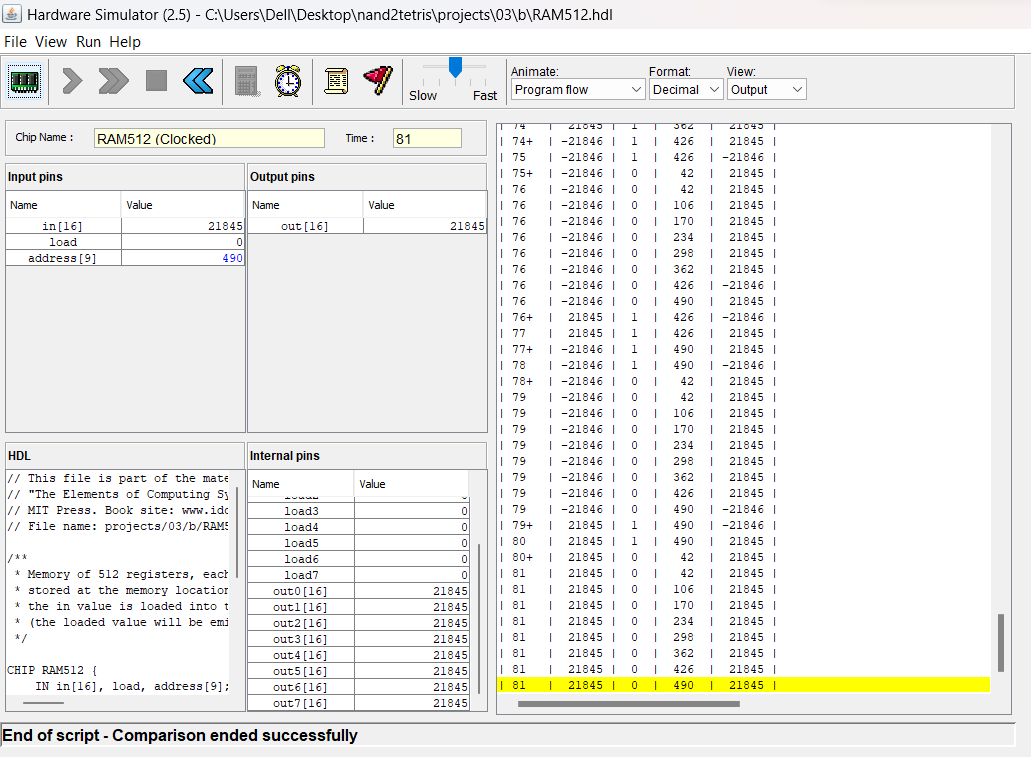 Hardware Simulator (2.5) - C:\Users\Dell\Desktop\nand2tetris\projects\03\b\RAM512.hdl
File View Run Help
Slow Fast
Animate: Format: View:
Program flow Decimal Output
Chip Name : RAM512 (Clocked) Time : 81
Input pins
Name Value
in[16] 21845
load 0
address[9] 490
Output pins
Name Value
out[16] 21845
HDL
// This file is part of the mate
// "The Elements of Computing Sy
// MIT Press. Book site: www.idc
// File name: projects/03/b/RAM5
/**
* Memory of 512 registers, each
* stored at the memory location
* the in value is loaded into t
* (the loaded value will be emi
*/
CHIP RAM512 {
IN in[16], load, address[9];
Internal pins
Name Value
load2 0
load3 0
load4 0
load5 0
load6 0
load7 0
out0[16] 21845
out1[16] 21845
out2[16] 21845
out3[16] 21845
out4[16] 21845
out5[16] 21845
out6[16] 21845
out7[16] 21845
| 74 | 21845 | 1 | 362 | 21845 |
| 74+ | -21846 | 1 | 426 | 21845 |
| 75 | -21846 | 1 | 426 | -21846 |
| 75+ | -21846 | 0 | 42 | 21845 |
| 76 | -21846 | 0 | 42 | 21845 |
| 76 | -21846 | 0 | 106 | 21845 |
| 76 | -21846 | 0 | 170 | 21845 |
| 76 | -21846 | 0 | 234 | 21845 |
| 76 | -21846 | 0 | 298 | 21845 |
| 76 | -21846 | 0 | 362 | 21845 |
| 76 | -21846 | 0 | 426 | -21846 |
| 76 | -21846 | 0 | 490 | 21845 |
| 76+ | 21845 | 1 | 426 | -21846 |
| 77 | 21845 | 1 | 426 | 21845 |
| 77+ | -21846 | 1 | 490 | 21845 |
| 78 | -21846 | 1 | 490 | -21846 |
| 78+ | -21846 | 0 | 42 | 21845 |
| 79 | -21846 | 0 | 42 | 21845 |
| 79 | -21846 | 0 | 106 | 21845 |
| 79 | -21846 | 0 | 170 | 21845 |
| 79 | -21846 | 0 | 234 | 21845 |
| 79 | -21846 | 0 | 298 | 21845 |
| 79 | -21846 | 0 | 362 | 21845 |
| 79 | -21846 | 0 | 426 | 21845 |
| 79 | -21846 | 0 | 490 | -21846 |
| 79+ | 21845 | 1 | 490 | -21846 |
| 80 | 21845 | 1 | 490 | 21845 |
| 80+ | 21845 | 0 | 42 | 21845 |
| 81 | 21845 | 0 | 42 | 21845 |
| 81 | 21845 | 0 | 106 | 21845 |
| 81 | 21845 | 0 | 170 | 21845 |
| 81 | 21845 | 0 | 234 | 21845 |
| 81 | 21845 | 0 | 298 | 21845 |
| 81 | 21845 | 0 | 362 | 21845 |
| 81 | 21845 | 0 | 426 | 21845 |
| 81 | 21845 | 0 | 490 | 21845 |
End of script - Comparison ended successfully